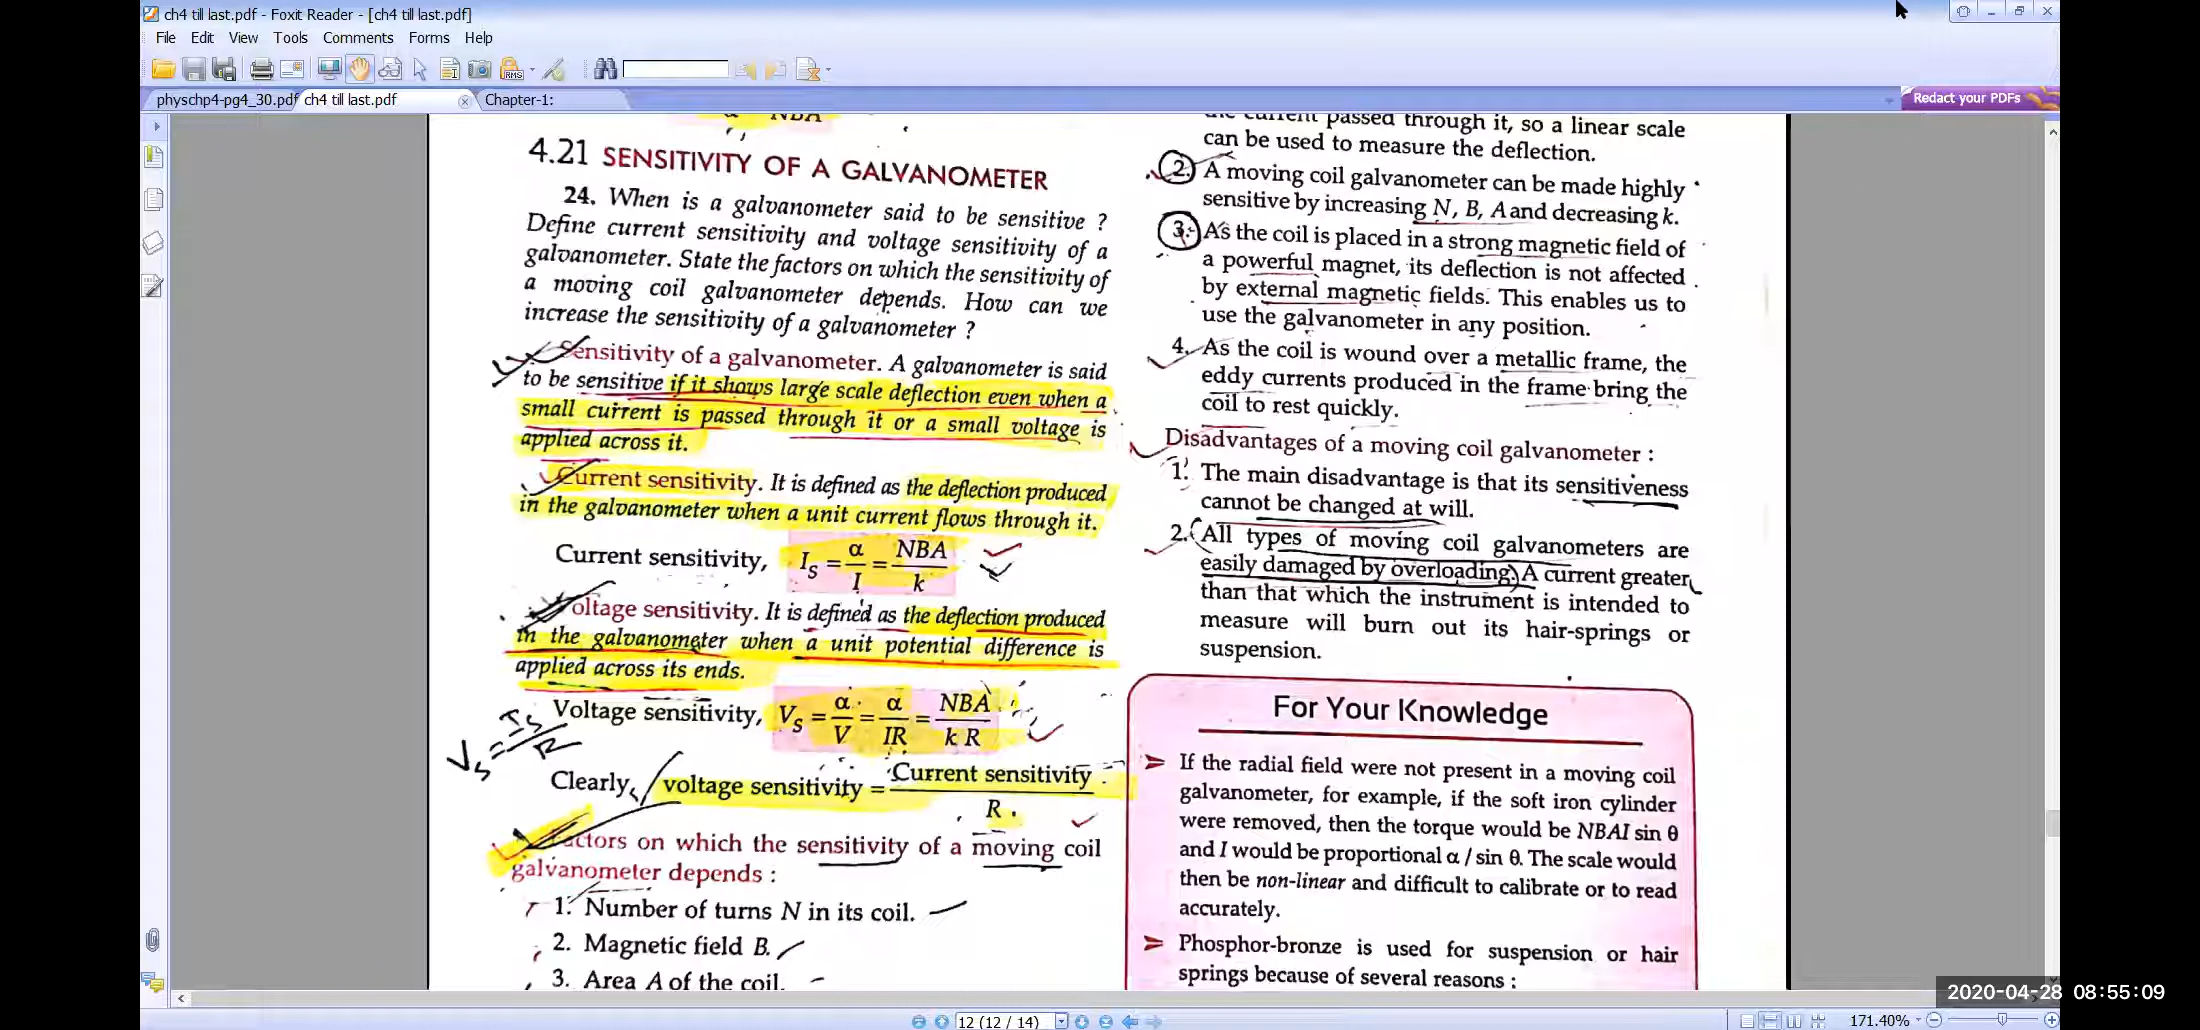 ch4 till last.pdf - Foxit Reader - [ch4 till last.pdf]
File Edit View Tools Comments Forms Help
physchp4-pg4_30.pdf ch4 till last.pdf Chapter-1:
Redact your PDFs
NBA
4.21 SENSITIVITY OF A GALVANOMETER
24. When is a galvanometer said to be sensitive ?
Define current sensitivity and voltage sensitivity of a
galvanometer. State the factors on which the sensitivity of
a moving coil galvanometer depends. How can we
increase the sensitivity of a galvanometer ?
Sensitivity of a galvanometer. A galvanometer is said
to be sensitive if it shows large scale deflection even when a
small current is passed through it or a small voltage is
applied across it.
Current sensitivity. It is defined as the deflection produced
in the galvanometer when a unit current flows through it.
Current sensitivity, I_S = α/I = NBA/k
Voltage sensitivity. It is defined as the deflection produced
in the galvanometer when a unit potential difference is
applied across its ends.
Voltage sensitivity, V_S = α/V = α/IR = NBA/k R
V_S = I_S/R
Clearly, voltage sensitivity = Current sensitivity/R.
Factors on which the sensitivity of a moving coil
galvanometer depends :
1. Number of turns N in its coil.
2. Magnetic field B.
3. Area A of the coil.
the current passed through it, so a linear scale
can be used to measure the deflection.
2. A moving coil galvanometer can be made highly
sensitive by increasing N, B, A and decreasing k.
3. As the coil is placed in a strong magnetic field of
a powerful magnet, its deflection is not affected
by external magnetic fields. This enables us to
use the galvanometer in any position.
4. As the coil is wound over a metallic frame, the
eddy currents produced in the frame bring the
coil to rest quickly.
Disadvantages of a moving coil galvanometer :
1. The main disadvantage is that its sensitiveness
cannot be changed at will.
2. All types of moving coil galvanometers are
easily damaged by overloading. A current greater
than that which the instrument is intended to
measure will burn out its hair-springs or
suspension.
For Your Knowledge
➢ If the radial field were not present in a moving coil
galvanometer, for example, if the soft iron cylinder
were removed, then the torque would be NBAI sin θ
and I would be proportional α / sin θ. The scale would
then be non-linear and difficult to calibrate or to read
accurately.
➢ Phosphor-bronze is used for suspension or hair
springs because of several reasons :
2020-04-28 08:55:09
12 (12 / 14)
171.40%